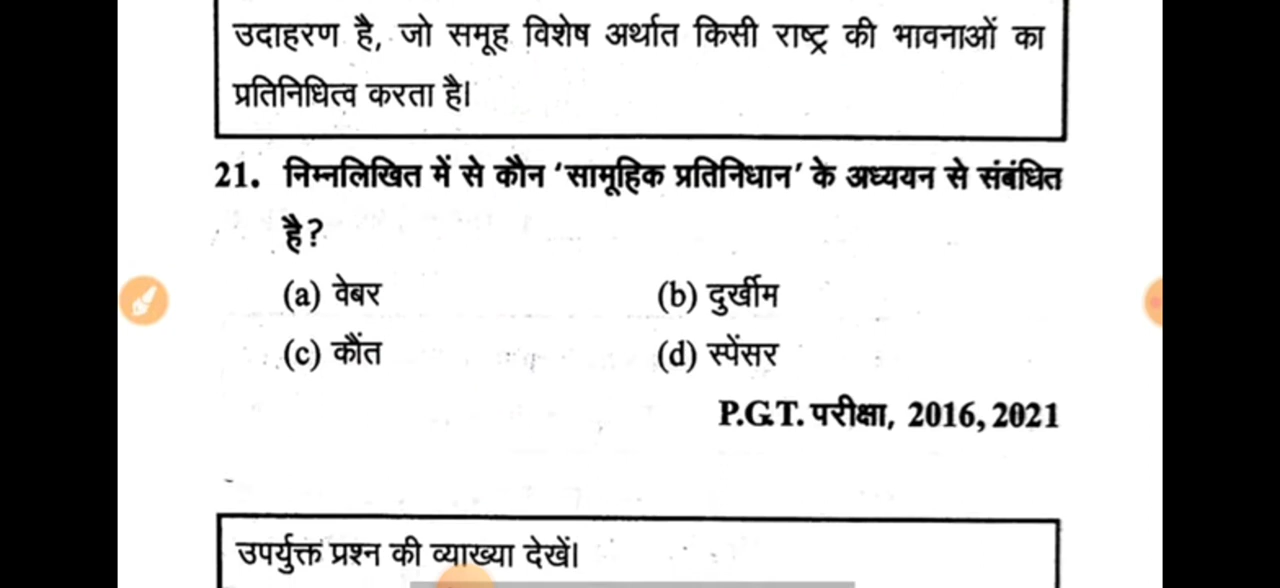 उदाहरण है, जो समूह विशेष अर्थात किसी राष्ट्र की भावनाओं का
प्रतिनिधित्व करता है।
21. निम्नलिखित में से कौन 'सामूहिक प्रतिनिधान' के अध्ययन से संबंधित
है?
(a) वेबर (b) दुर्खीम
(c) कौंत (d) स्पेंसर
P.G.T. परीक्षा, 2016, 2021
उपर्युक्त प्रश्न की व्याख्या देखें।